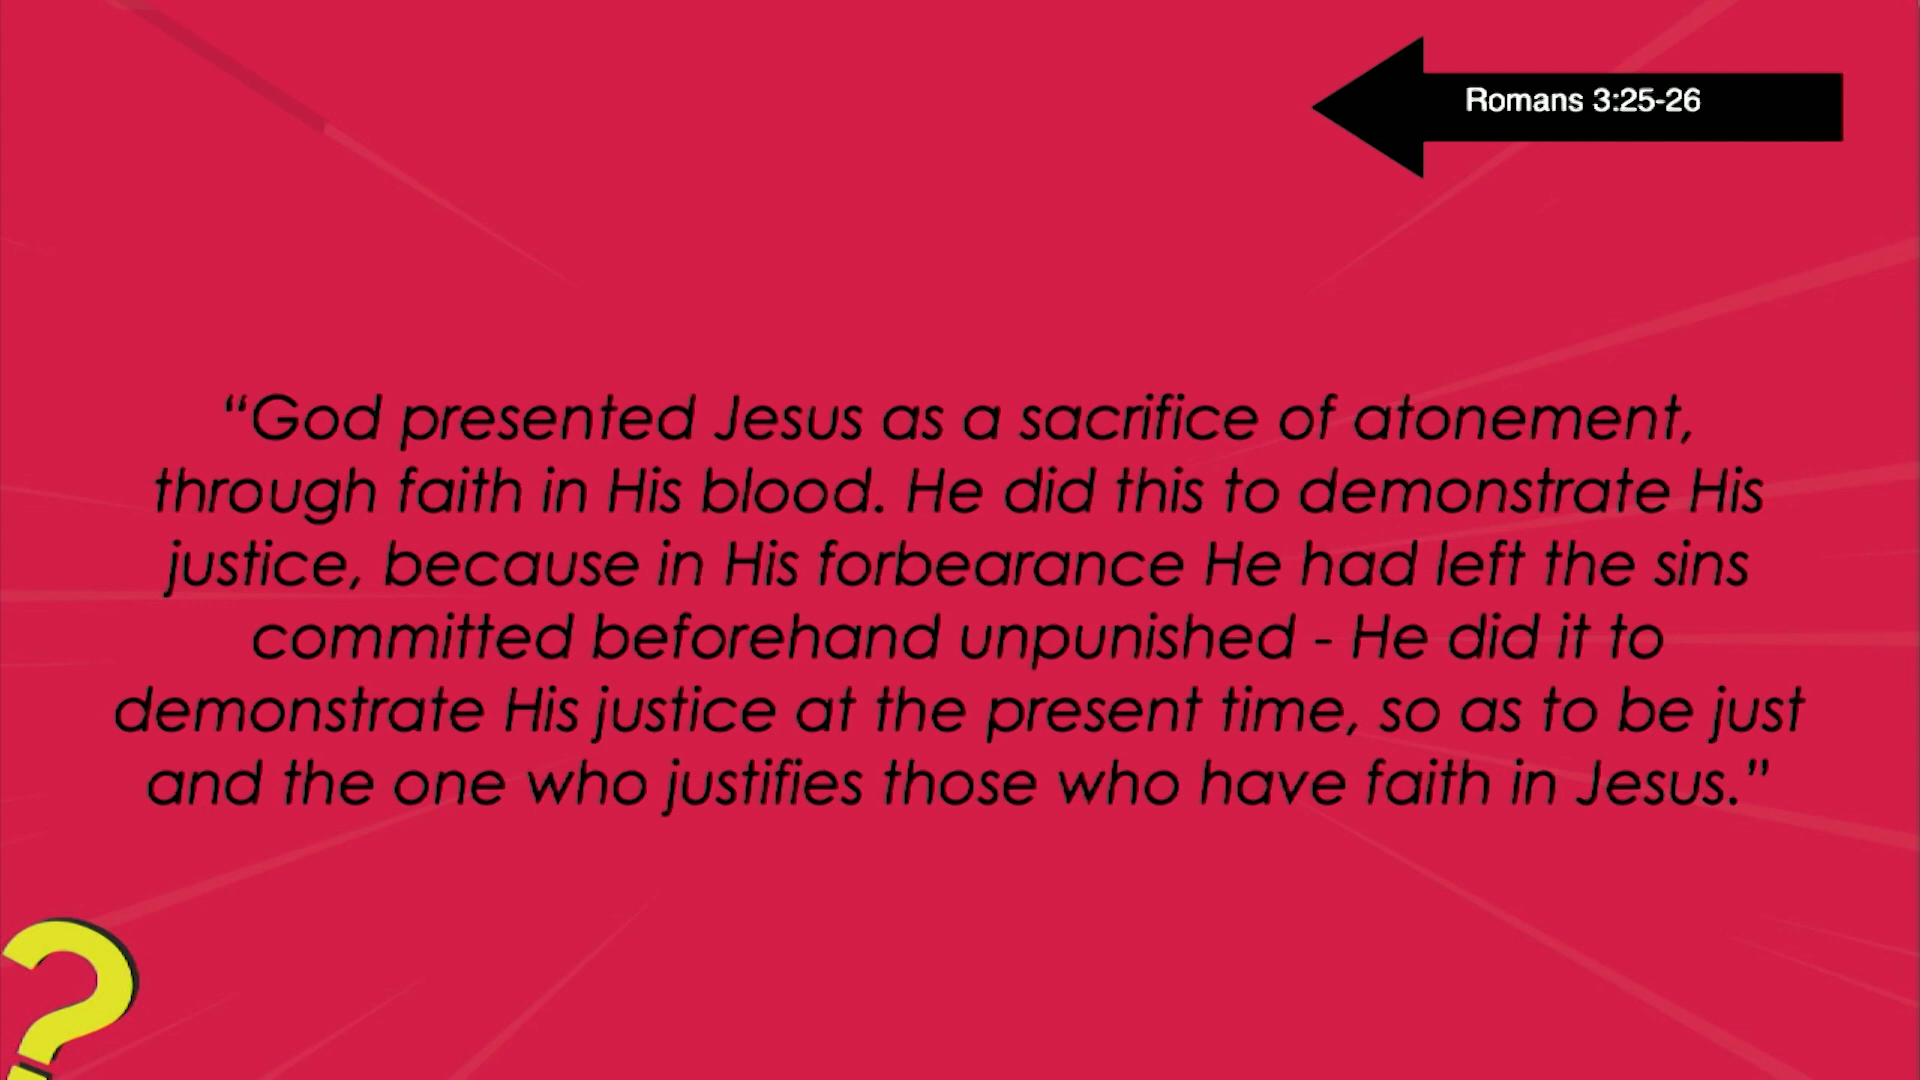 Romans 3:25-26
“God presented Jesus as a sacrifice of atonement,
through faith in His blood. He did this to demonstrate His
justice, because in His forbearance He had left the sins
committed beforehand unpunished - He did it to
demonstrate His justice at the present time, so as to be just
and the one who justifies those who have faith in Jesus.”
?